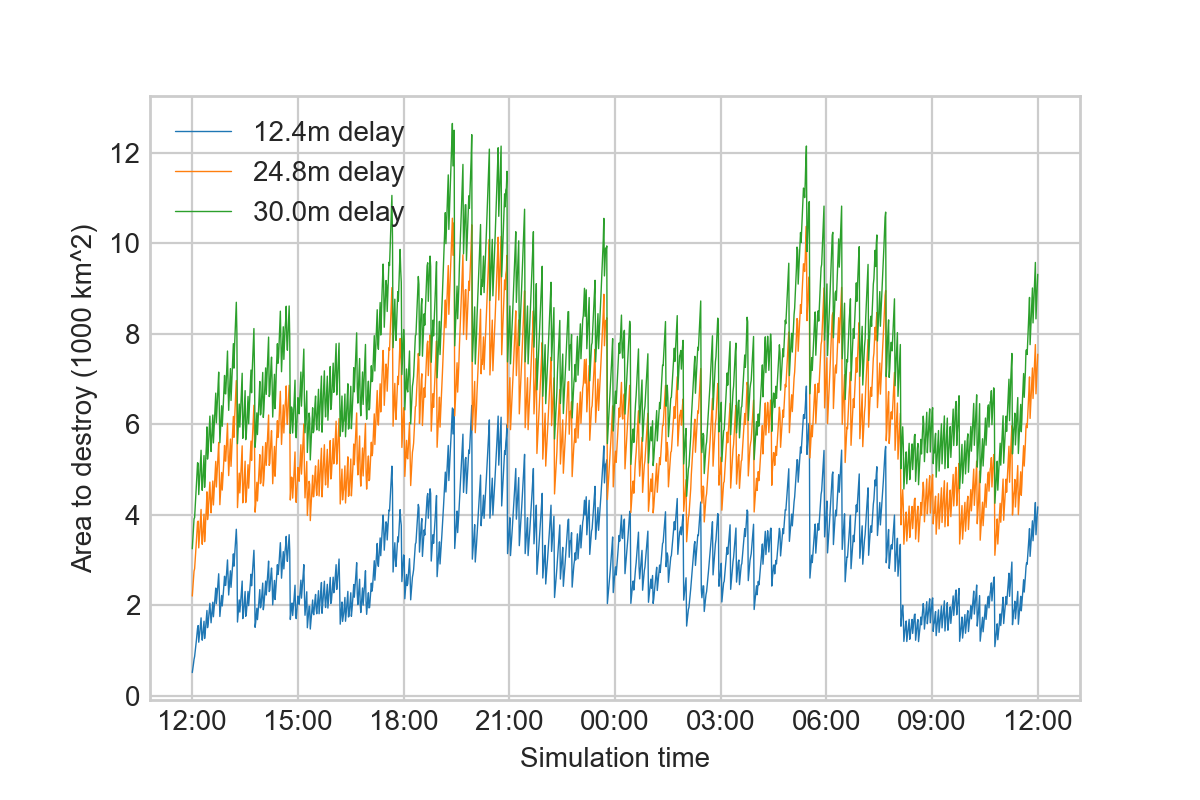 12.4m delay
24.8m delay
30.0m delay
12
10
8
6
4
2
0
Area to destroy (1000 km^2)
12:00 15:00 18:00 21:00 00:00 03:00 06:00 09:00 12:00
Simulation time